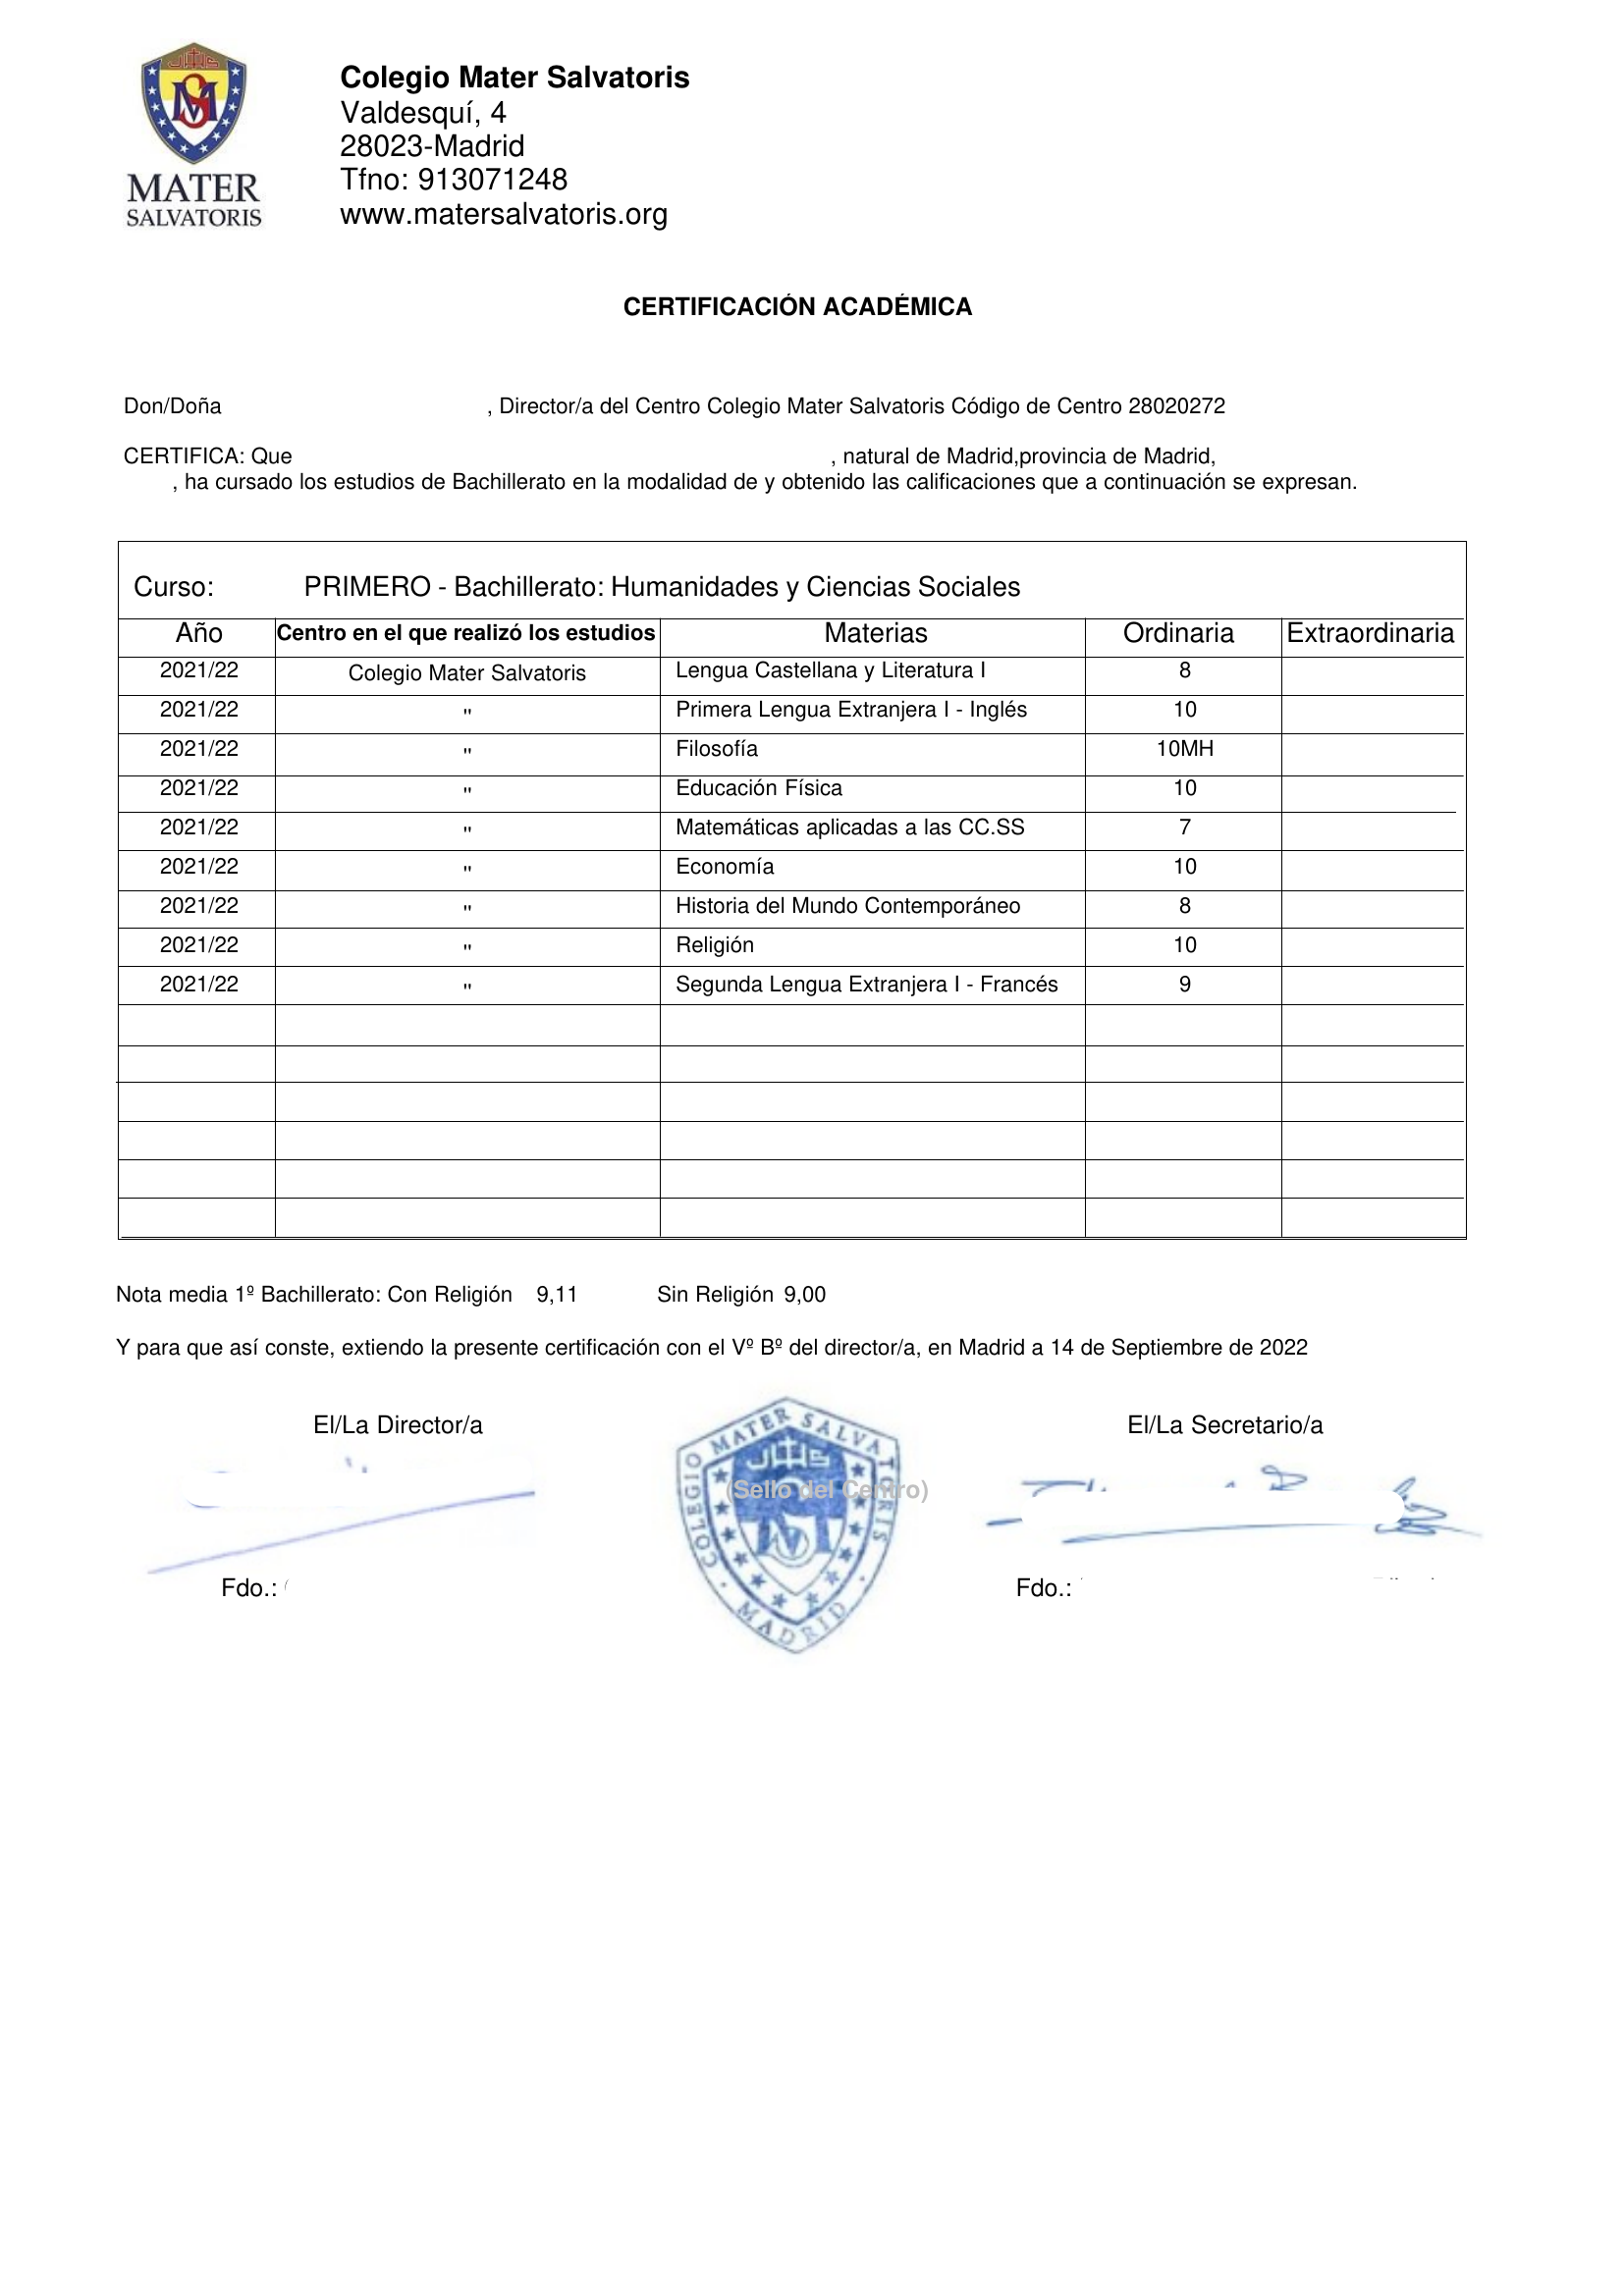 MATER
SALVATORIS
Colegio Mater Salvatoris
Valdesquí, 4
28023-Madrid
Tfno: 913071248
www.matersalvatoris.org
CERTIFICACIÓN ACADÉMICA
Don/Doña , Director/a del Centro Colegio Mater Salvatoris Código de Centro 28020272
CERTIFICA: Que , natural de Madrid,provincia de Madrid,
, ha cursado los estudios de Bachillerato en la modalidad de y obtenido las calificaciones que a continuación se expresan.
Curso: PRIMERO - Bachillerato: Humanidades y Ciencias Sociales
Año Centro en el que realizó los estudios Materias Ordinaria Extraordinaria
2021/22 Colegio Mater Salvatoris Lengua Castellana y Literatura I 8
2021/22 " Primera Lengua Extranjera I - Inglés 10
2021/22 " Filosofía 10MH
2021/22 " Educación Física 10
2021/22 " Matemáticas aplicadas a las CC.SS 7
2021/22 " Economía 10
2021/22 " Historia del Mundo Contemporáneo 8
2021/22 " Religión 10
2021/22 " Segunda Lengua Extranjera I - Francés 9
Nota media 1º Bachillerato: Con Religión 9,11 Sin Religión 9,00
Y para que así conste, extiendo la presente certificación con el Vº Bº del director/a, en Madrid a 14 de Septiembre de 2022
El/La Director/a El/La Secretario/a
COLEGIO MATER SALVATORIS
(Sello del Centro)
MADRID
Fdo.: Fdo.: